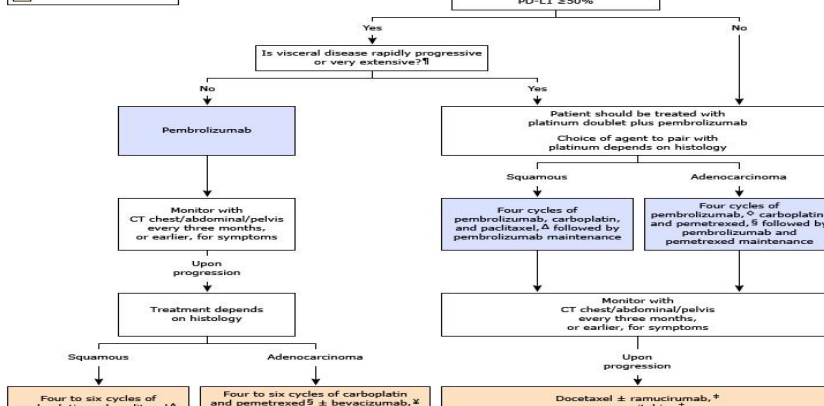 PD-L1 ≥50%
Yes
No
Is visceral disease rapidly progressive
or very extensive?¶
No
Yes
Pembrolizumab
Patient should be treated with
platinum doublet plus pembrolizumab
Choice of agent to pair with
platinum depends on histology
Squamous
Adenocarcinoma
Monitor with
CT chest/abdominal/pelvis
every three months,
or earlier, for symptoms
Four cycles of
pembrolizumab, carboplatin,
and paclitaxel,Δ followed by
pembrolizumab maintenance
Four cycles of
pembrolizumab,◊ carboplatin
and pemetrexed,§ followed by
pembrolizumab and
pemetrexed maintenance
Upon
progression
Treatment depends
on histology
Monitor with
CT chest/abdominal/pelvis
every three months,
or earlier, for symptoms
Squamous
Adenocarcinoma
Upon
progression
Four to six cycles of
Four to six cycles of carboplatin
and pemetrexed§ ± bevacizumab,¥
Docetaxel ± ramucirumab,‡